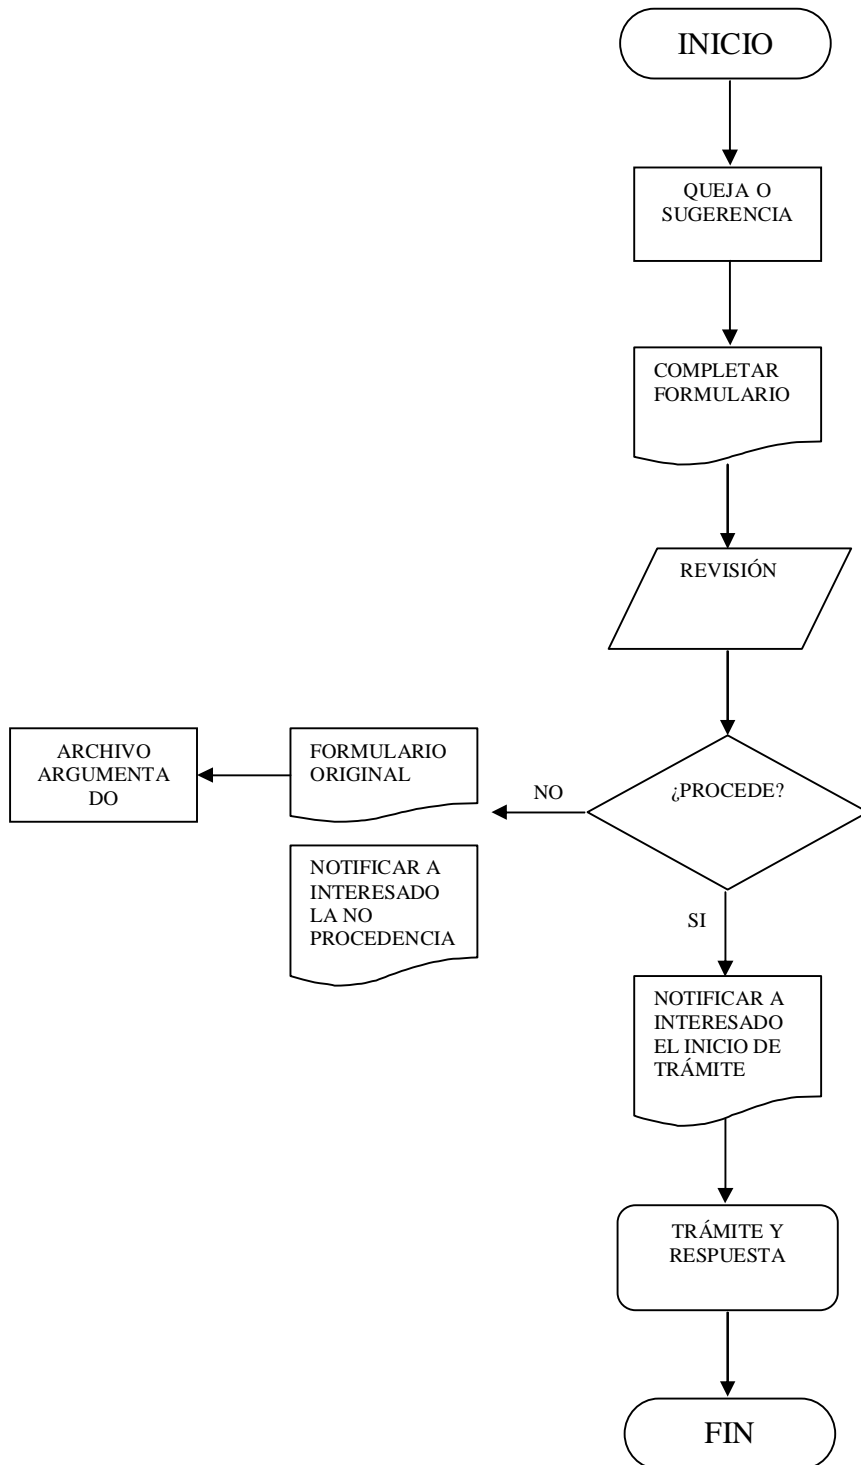 INICIO
QUEJA O
SUGERENCIA
COMPLETAR
FORMULARIO
REVISIÓN
¿PROCEDE?
NO
FORMULARIO
ORIGINAL
ARCHIVO
ARGUMENTA
DO
NOTIFICAR A
INTERESADO
LA NO
PROCEDENCIA
SI
NOTIFICAR A
INTERESADO
EL INICIO DE
TRÁMITE
TRÁMITE Y
RESPUESTA
FIN